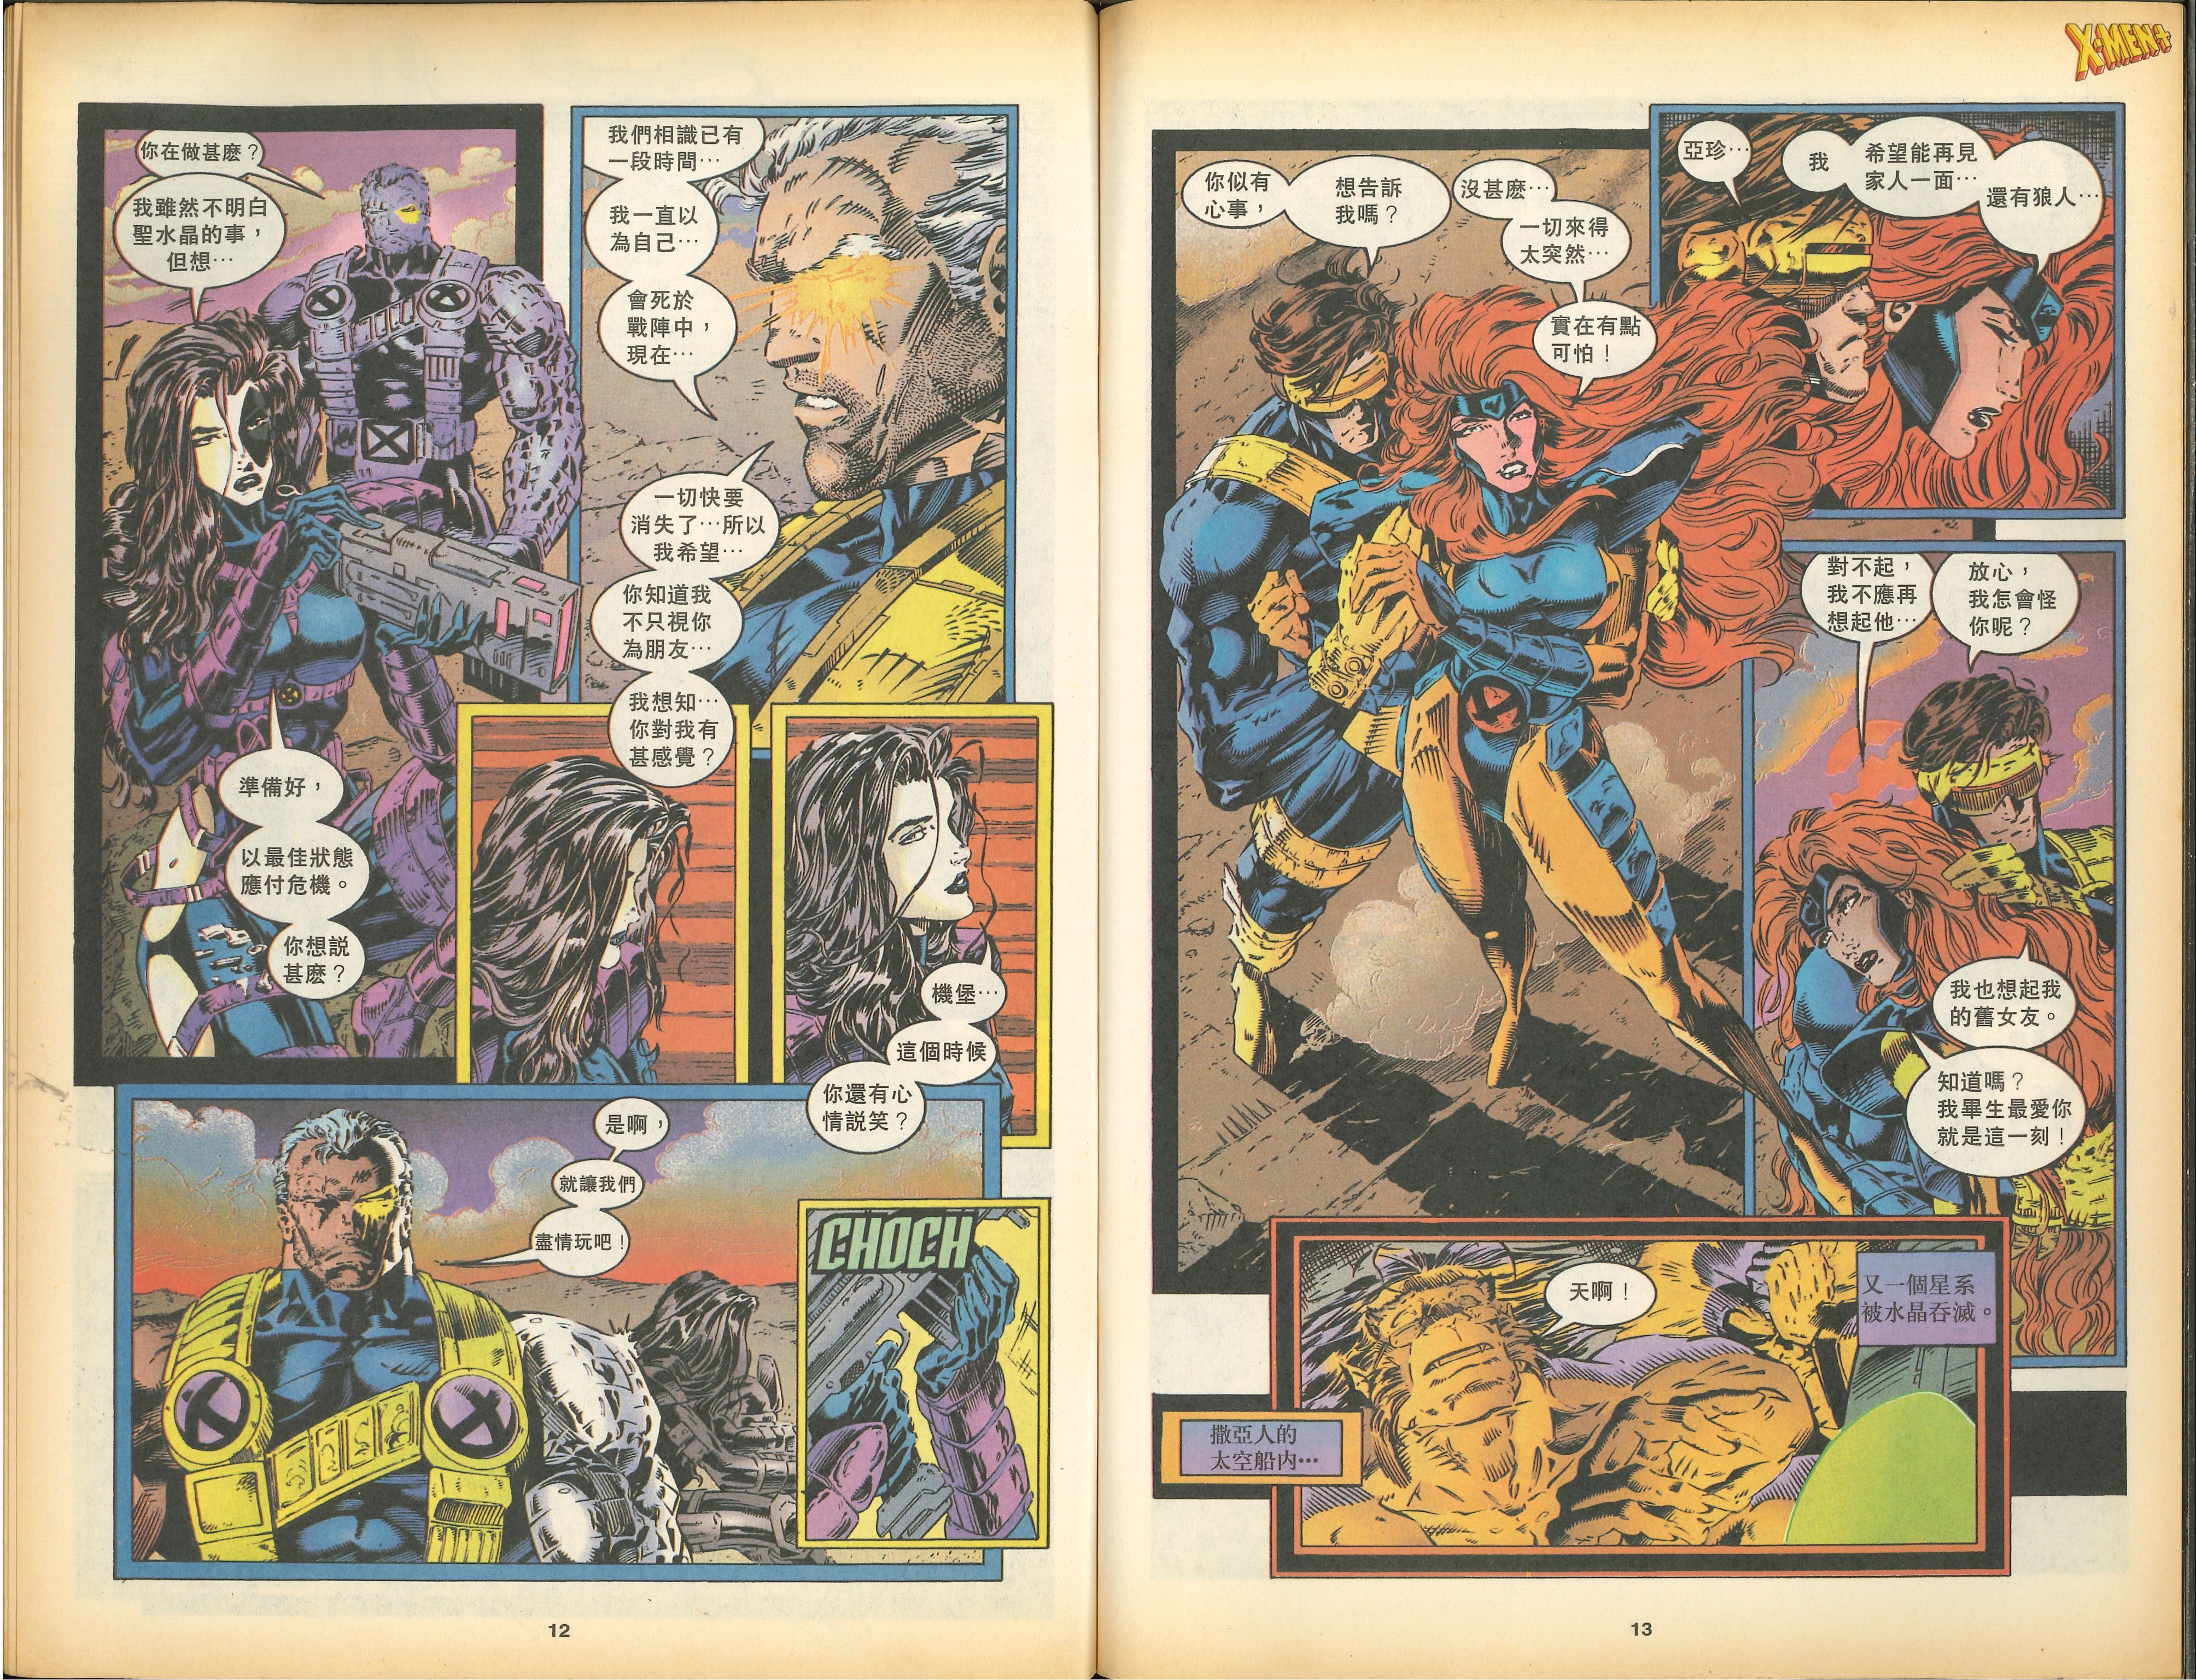 你在做甚麽？
我雖然不明白
聖水晶的事，
但想…
準備好，
以最佳狀態
應付危機。
你想説
甚麽？
我們相識已有
一段時間…
我一直以
為自己…
會死於
戰陣中，
現在…
一切快要
消失了…所以
我希望…
你知道我
不只視你
為朋友…
我想知…
你對我有
甚感覺？
機堡…
這個時候
你還有心
情説笑？
是啊，
就讓我們
盡情玩吧！
CHOCH
12
X-MEN+
你似有
心事，
想告訴
我嗎？
沒甚麽…
一切來得
太突然…
實在有點
可怕！
亞珍…
我
希望能再見
家人一面…
還有狼人…
對不起，
我不應再
想起他…
放心，
我怎會怪
你呢？
我也想起我
的舊女友。
知道嗎？
我畢生最愛你
就是這一刻！
撒亞人的
太空船内…
天啊！
又一個星系
被水晶吞滅。
13